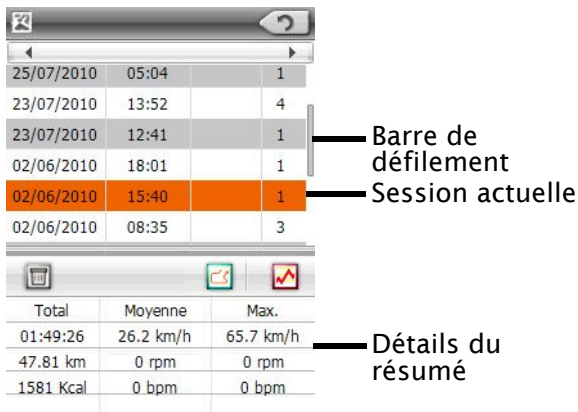 25/07/2010 05:04 1
23/07/2010 13:52 4
23/07/2010 12:41 1
Barre de
défilement
02/06/2010 18:01 1
02/06/2010 15:40 1
Session actuelle
02/06/2010 08:35 3
Total Moyenne Max.
01:49:26 26.2 km/h 65.7 km/h
47.81 km 0 rpm 0 rpm
1581 Kcal 0 bpm 0 bpm
Détails du
résumé